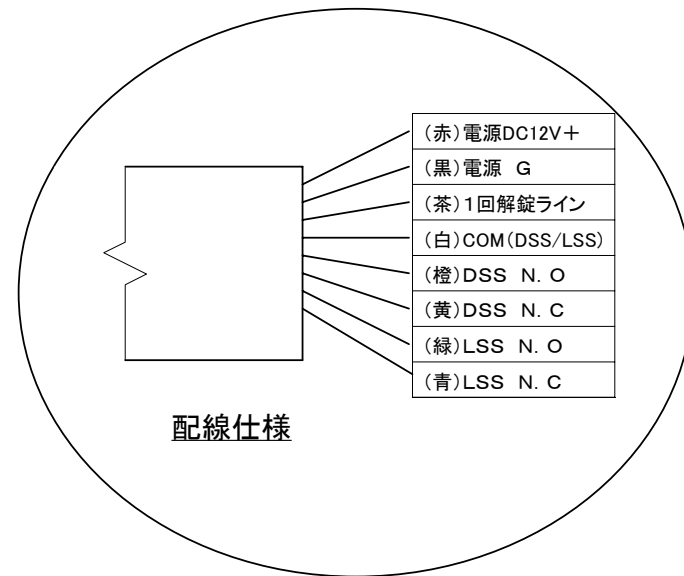 (赤)電源DC12V＋
(黒)電源 G
(茶)1回解錠ライン
(白)COM(DSS/LSS)
(橙)DSS N.O
(黄)DSS N.C
(緑)LSS N.O
(青)LSS N.C
配線仕様